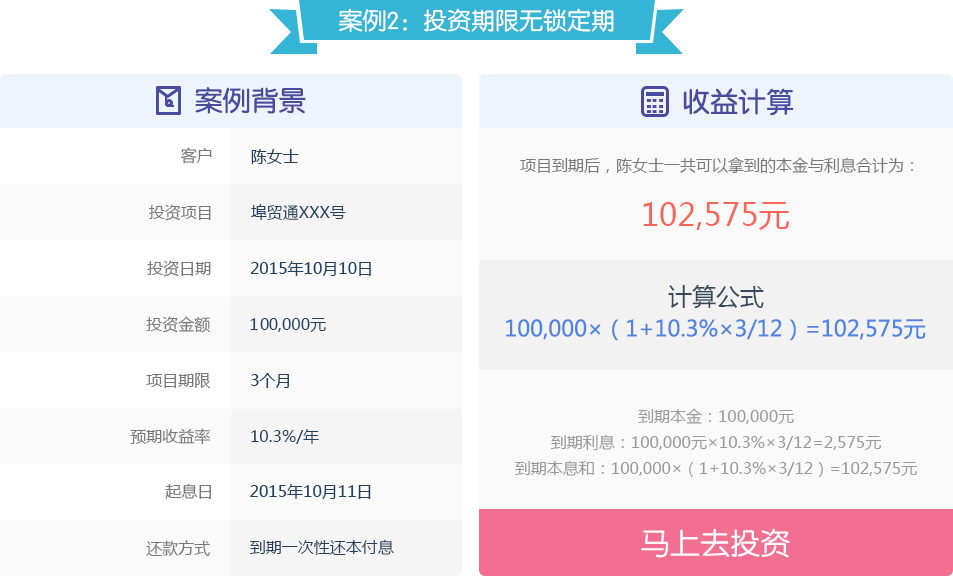 案例2：投资期限无锁定期
案例背景
客户 陈女士
投资项目 埠贸通XXX号
投资日期 2015年10月10日
投资金额 100,000元
项目期限 3个月
预期收益率 10.3%/年
起息日 2015年10月11日
还款方式 到期一次性还本付息
收益计算
项目到期后，陈女士一共可以拿到的本金与利息合计为：
102,575元
计算公式
100,000×（1+10.3%×3/12）=102,575元
到期本金：100,000元
到期利息：100,000元×10.3%×3/12=2,575元
到期本息和：100,000×（1+10.3%×3/12）=102,575元
马上去投资